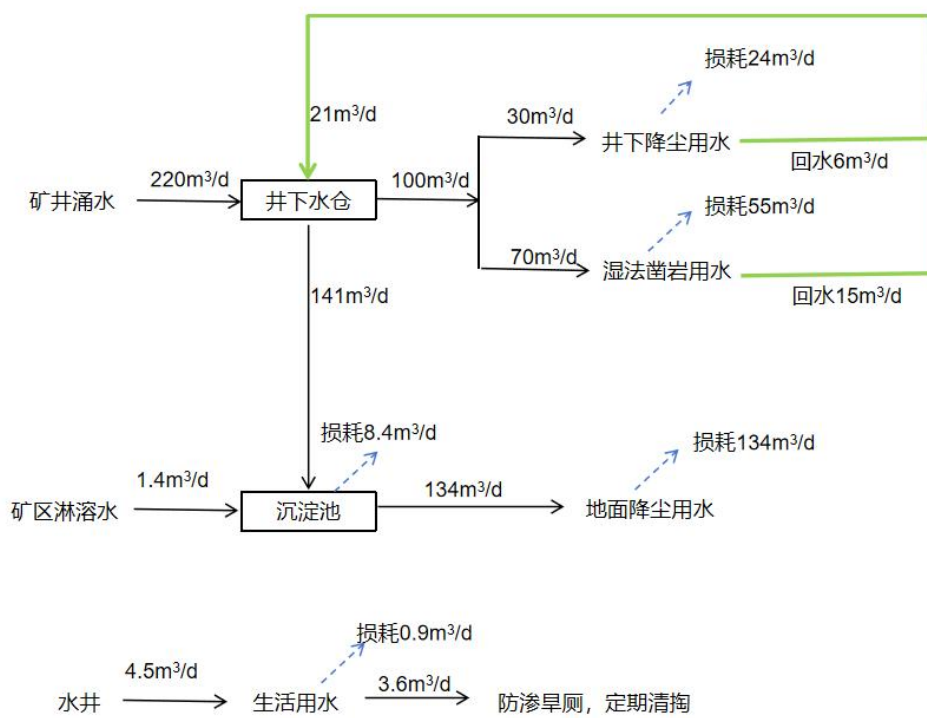 损耗24m³/d
21m³/d
30m³/d
井下降尘用水
回水6m³/d
220m³/d
100m³/d
矿井涌水
井下水仓
损耗55m³/d
70m³/d
湿法凿岩用水
回水15m³/d
141m³/d
损耗8.4m³/d
损耗134m³/d
1.4m³/d
134m³/d
矿区淋溶水
沉淀池
地面降尘用水
损耗0.9m³/d
4.5m³/d
3.6m³/d
水井
生活用水
防渗旱厕，定期清掏